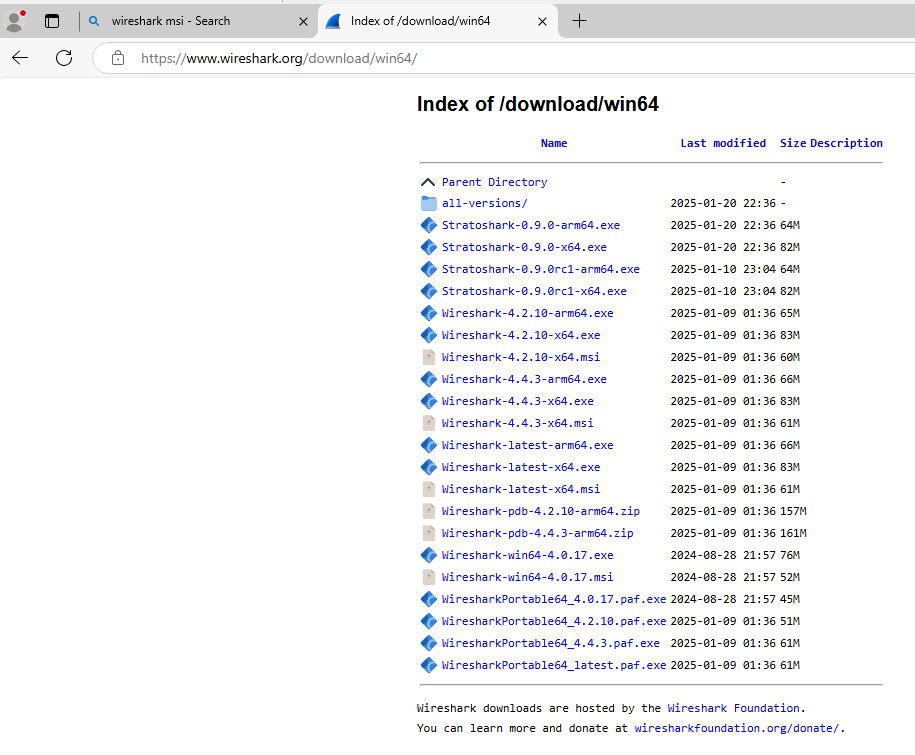 wireshark msi - Search
Index of /download/win64
https://www.wireshark.org/download/win64/
Index of /download/win64
Name Last modified Size Description
Parent Directory -
all-versions/ 2025-01-20 22:36 -
Stratoshark-0.9.0-arm64.exe 2025-01-20 22:36 64M
Stratoshark-0.9.0-x64.exe 2025-01-20 22:36 82M
Stratoshark-0.9.0rc1-arm64.exe 2025-01-10 23:04 64M
Stratoshark-0.9.0rc1-x64.exe 2025-01-10 23:04 82M
Wireshark-4.2.10-arm64.exe 2025-01-09 01:36 65M
Wireshark-4.2.10-x64.exe 2025-01-09 01:36 83M
Wireshark-4.2.10-x64.msi 2025-01-09 01:36 60M
Wireshark-4.4.3-arm64.exe 2025-01-09 01:36 66M
Wireshark-4.4.3-x64.exe 2025-01-09 01:36 83M
Wireshark-4.4.3-x64.msi 2025-01-09 01:36 61M
Wireshark-latest-arm64.exe 2025-01-09 01:36 66M
Wireshark-latest-x64.exe 2025-01-09 01:36 83M
Wireshark-latest-x64.msi 2025-01-09 01:36 61M
Wireshark-pdb-4.2.10-arm64.zip 2025-01-09 01:36 157M
Wireshark-pdb-4.4.3-arm64.zip 2025-01-09 01:36 161M
Wireshark-win64-4.0.17.exe 2024-08-28 21:57 76M
Wireshark-win64-4.0.17.msi 2024-08-28 21:57 52M
WiresharkPortable64_4.0.17.paf.exe 2024-08-28 21:57 45M
WiresharkPortable64_4.2.10.paf.exe 2025-01-09 01:36 51M
WiresharkPortable64_4.4.3.paf.exe 2025-01-09 01:36 61M
WiresharkPortable64_latest.paf.exe 2025-01-09 01:36 61M
Wireshark downloads are hosted by the Wireshark Foundation.
You can learn more and donate at wiresharkfoundation.org/donate/.